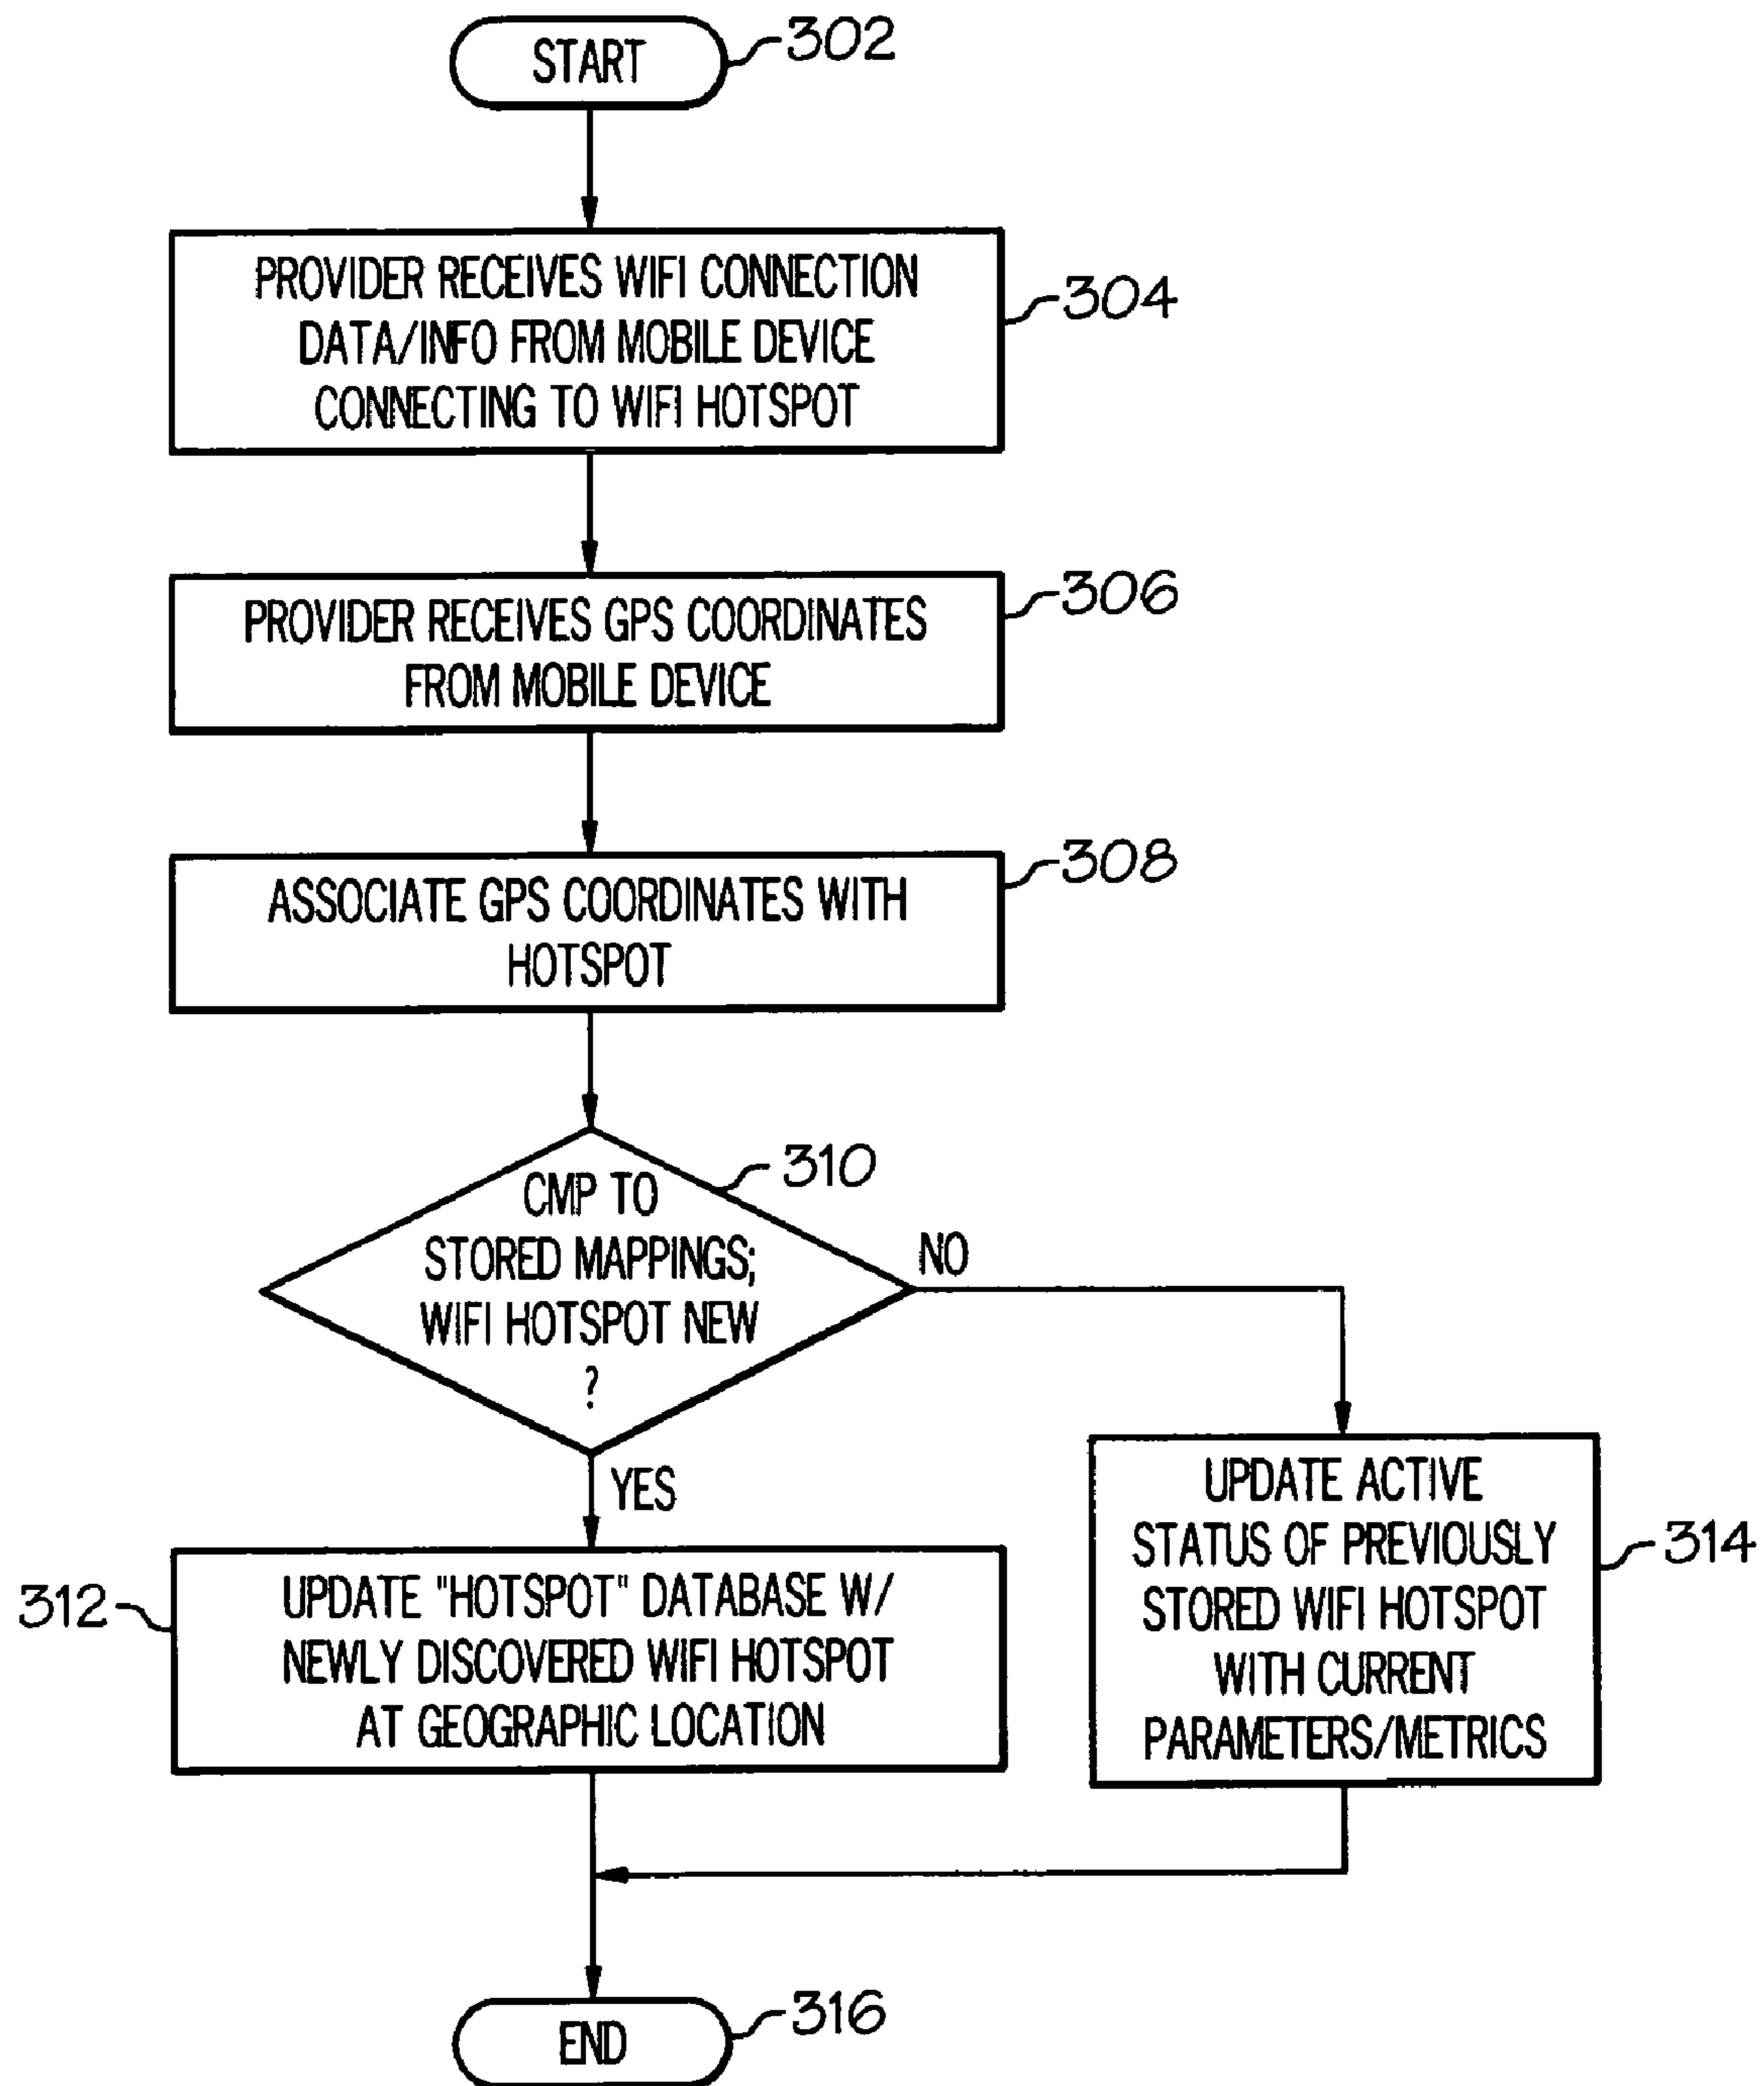 START
302
PROVIDER RECEIVES WIFI CONNECTION
DATA/INFO FROM MOBILE DEVICE
CONNECTING TO WIFI HOTSPOT
304
PROVIDER RECEIVES GPS COORDINATES
FROM MOBILE DEVICE
306
ASSOCIATE GPS COORDINATES WITH
HOTSPOT
308
CMP TO
STORED MAPPINGS;
WIFI HOTSPOT NEW
?
310
NO
YES
UPDATE "HOTSPOT" DATABASE W/
NEWLY DISCOVERED WIFI HOTSPOT
AT GEOGRAPHIC LOCATION
312
UPDATE ACTIVE
STATUS OF PREVIOUSLY
STORED WIFI HOTSPOT
WITH CURRENT
PARAMETERS/METRICS
314
END
316